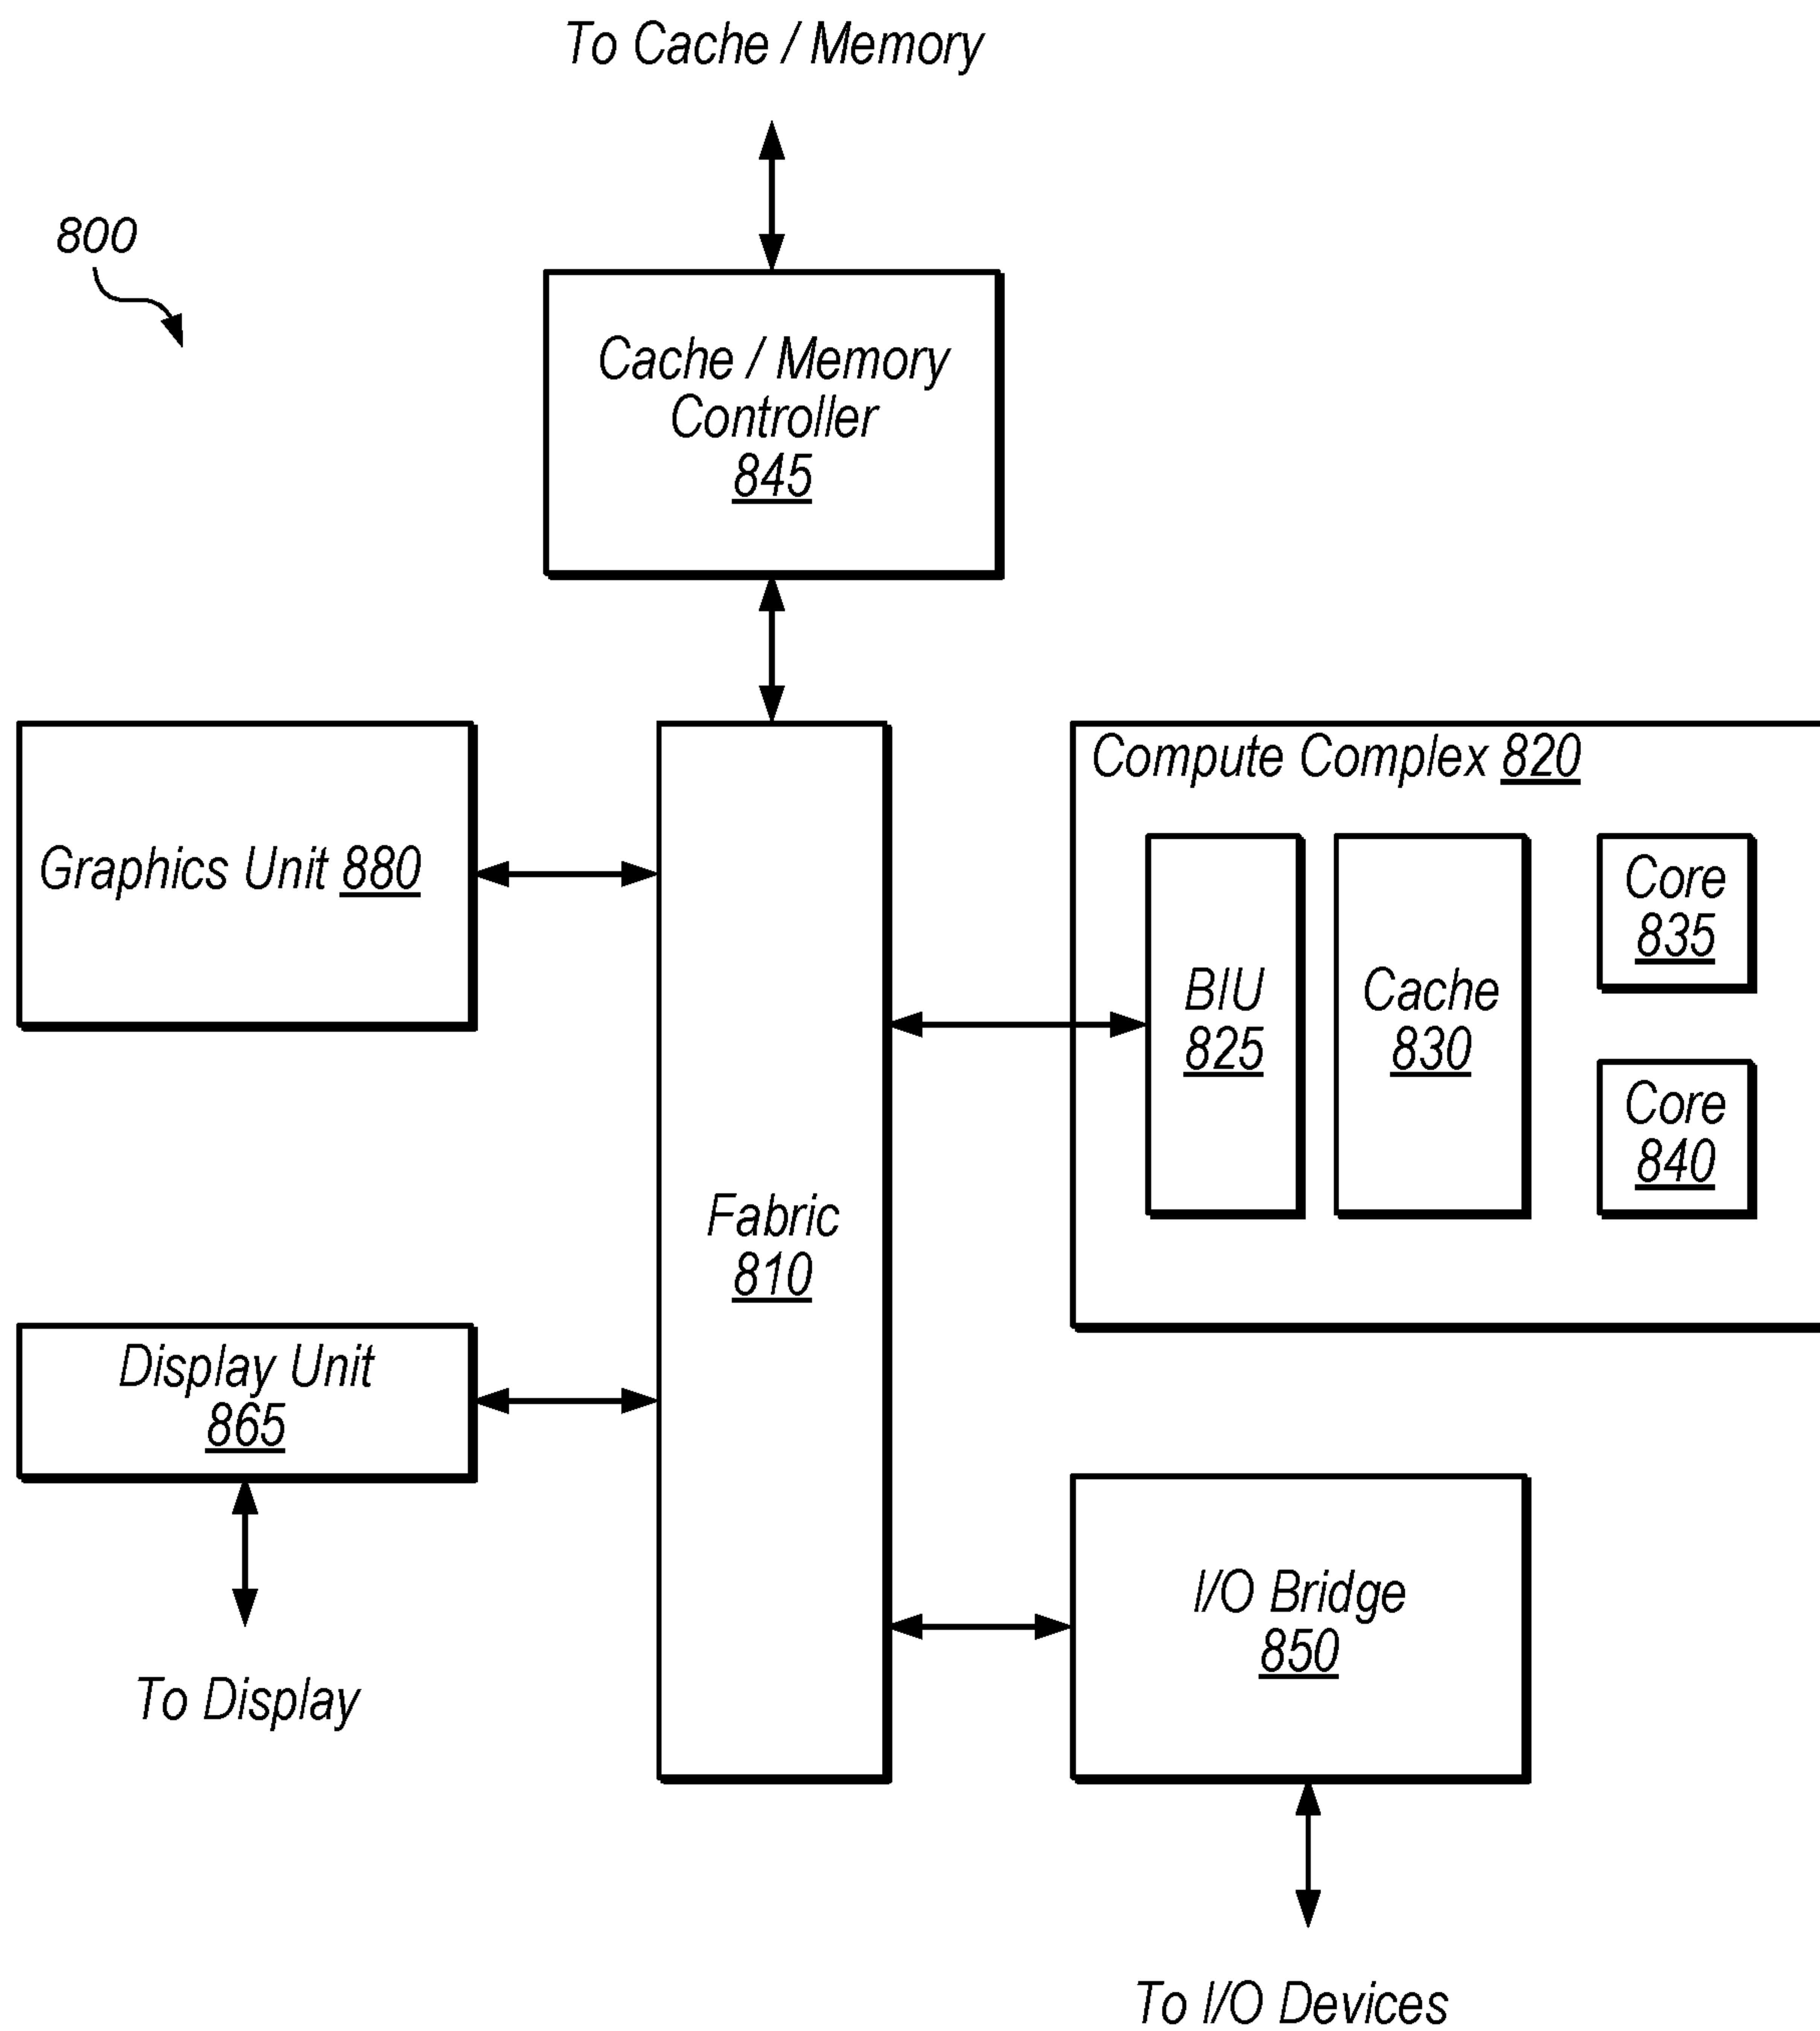 To Cache / Memory
800
Cache / Memory
Controller
845
Graphics Unit 880
Compute Complex 820
BIU
825
Cache
830
Core
835
Core
840
Fabric
810
Display Unit
865
To Display
I/O Bridge
850
To I/O Devices